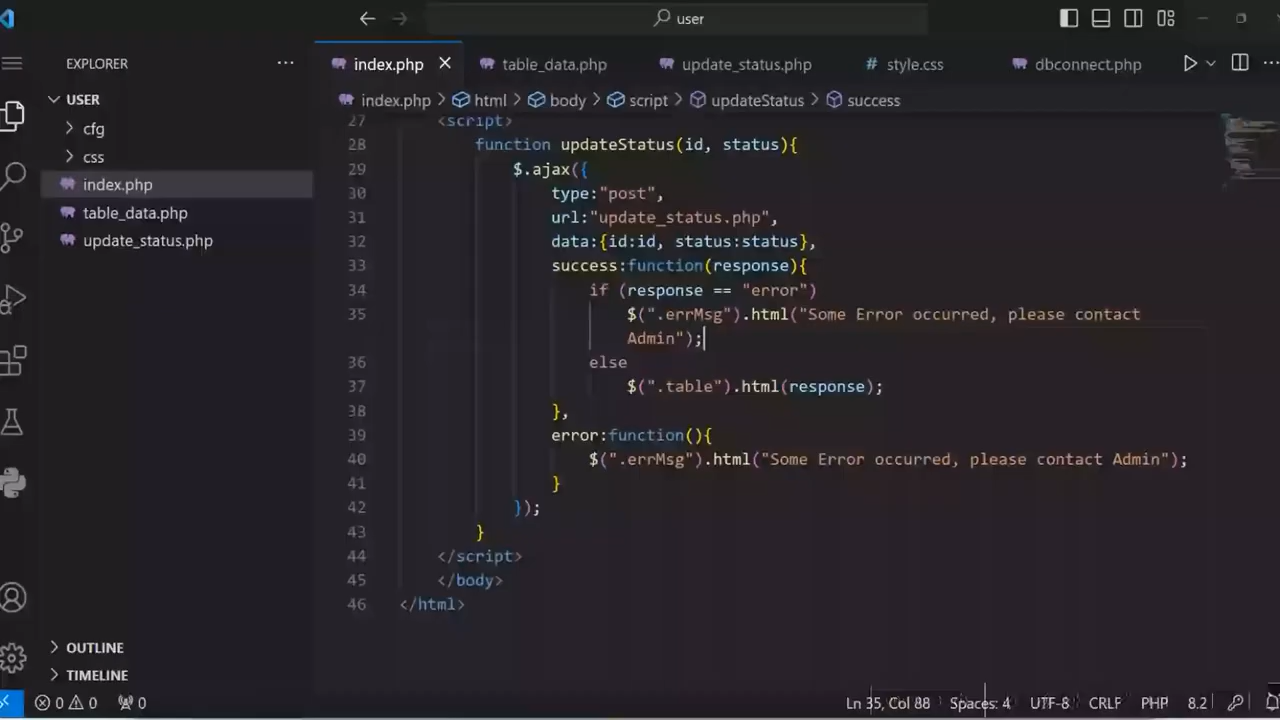 user
EXPLORER
USER
cfg
css
index.php
table_data.php
update_status.php
OUTLINE
TIMELINE
index.php
table_data.php
update_status.php
# style.css
dbconnect.php
index.php > html > body > script > updateStatus > success
27 <script>
28 function updateStatus(id, status){
29 $.ajax({
30 type:"post",
31 url:"update_status.php",
32 data:{id:id, status:status},
33 success:function(response){
34 if (response == "error")
35 $(".errMsg").html("Some Error occurred, please contact
Admin");
36 else
37 $(".table").html(response);
38 },
39 error:function(){
40 $(".errMsg").html("Some Error occurred, please contact Admin");
41 }
42 });
43 }
44 </script>
45 </body>
46 </html>
0 0 0 Ln 35, Col 88 Spaces: 4 UTF-8 CRLF PHP 8.2